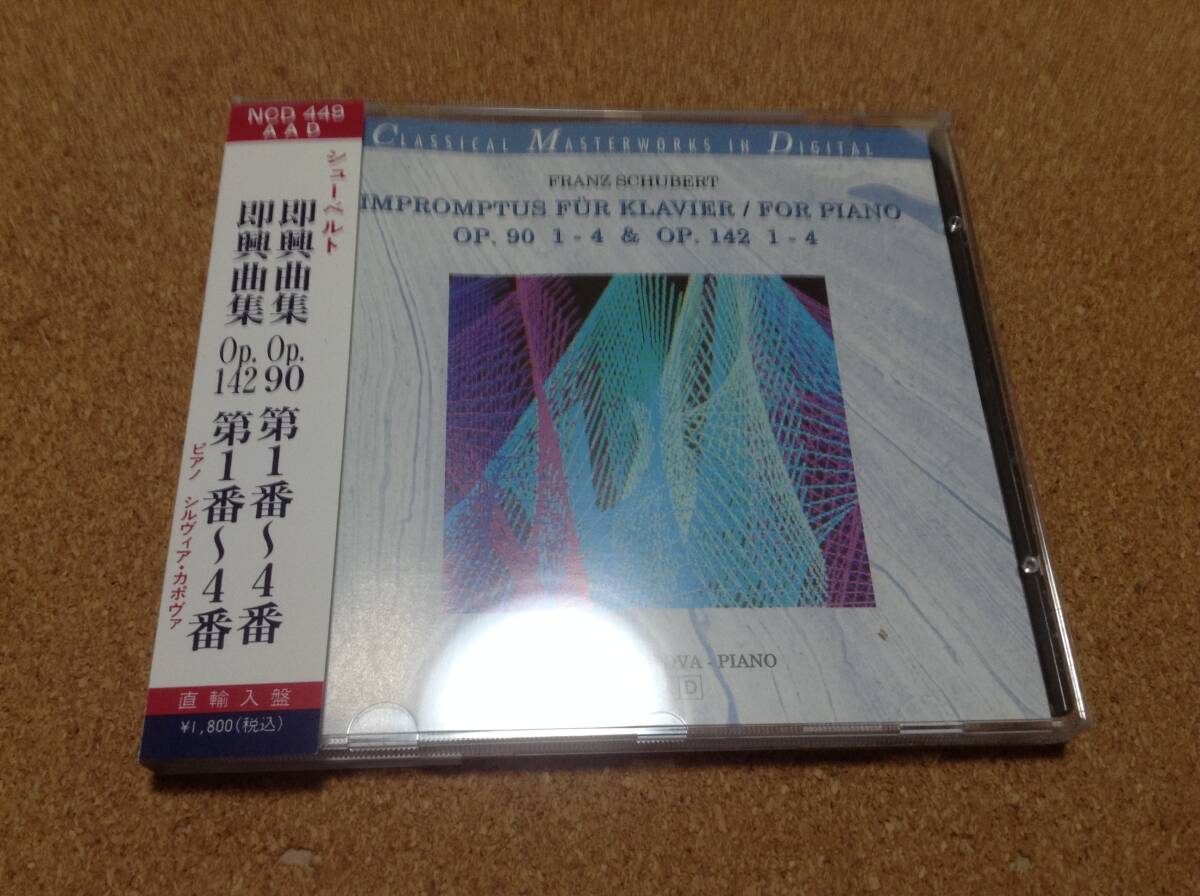 NCD 449
AAD
シューベルト
即興曲集 Op.90 第1番～4番
即興曲集 Op.142 第1番～4番
ピアノ シルヴィア・カポヴァ
直輸入盤
¥1,800(税込)
CLASSICAL MASTERWORKS IN DIGITAL
FRANZ SCHUBERT
IMPROMPTUS FÜR KLAVIER / FOR PIANO
OP. 90 1 - 4 & OP. 142 1 - 4
- PIANO
D